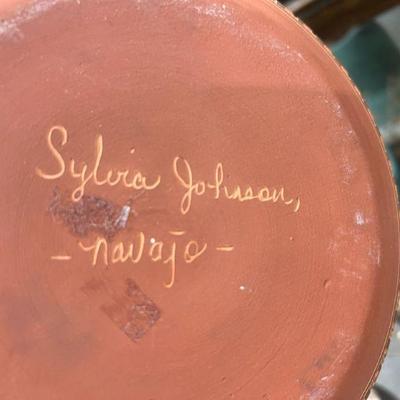 Sylvia Johnson,
- navajo -